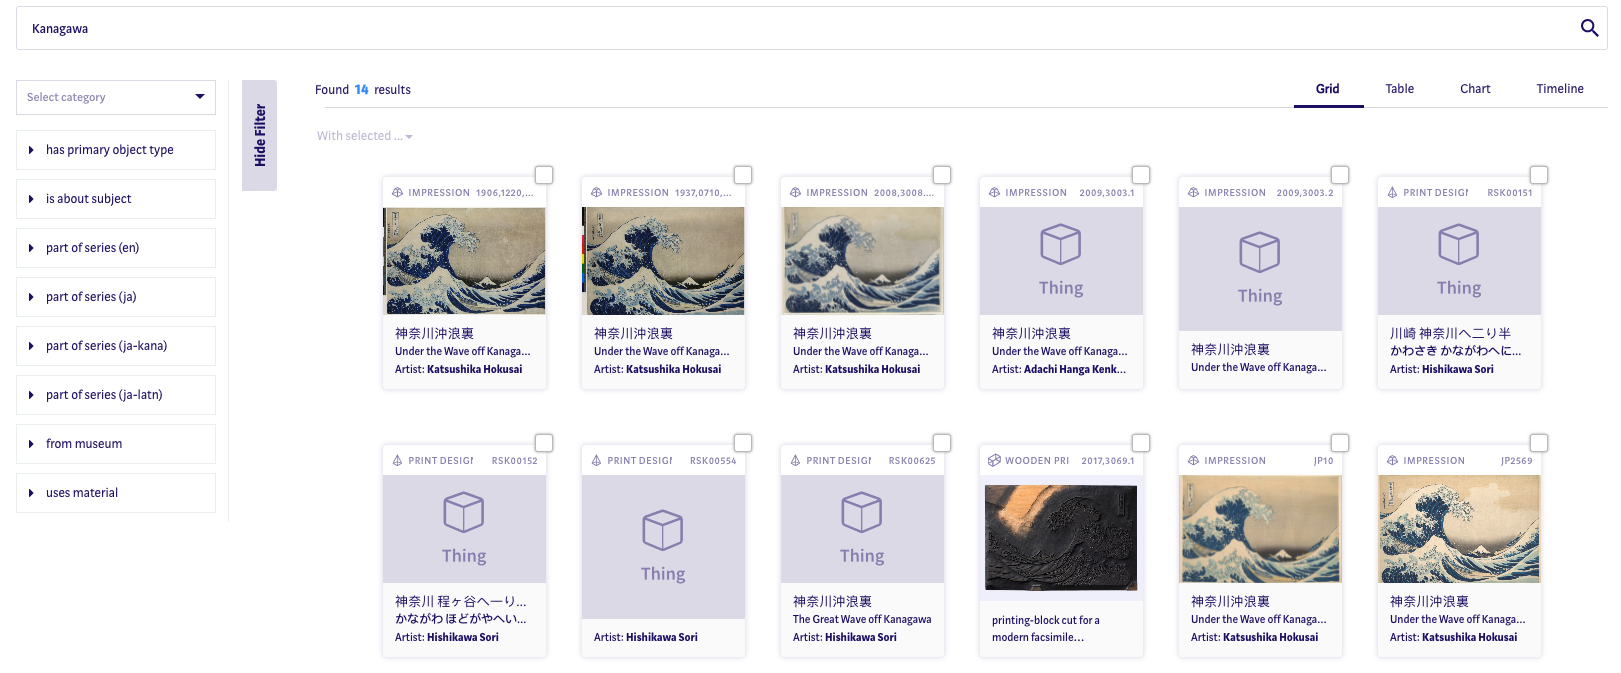 Kanagawa
Select category
has primary object type
is about subject
part of series (en)
part of series (ja)
part of series (ja-kana)
part of series (ja-latn)
from museum
uses material
Hide Filter
Found 14 results
Grid Table Chart Timeline
With selected ...
IMPRESSION 1906,1220,...
神奈川沖浪裏
Under the Wave off Kanaga...
Artist: Katsushika Hokusai
IMPRESSION 1937,0710,...
神奈川沖浪裏
Under the Wave off Kanaga...
Artist: Katsushika Hokusai
IMPRESSION 2008,3008....
神奈川沖浪裏
Under the Wave off Kanaga...
Artist: Katsushika Hokusai
IMPRESSION 2009,3003.1
Thing
神奈川沖浪裏
Under the Wave off Kanaga...
Artist: Adachi Hanga Kenk...
IMPRESSION 2009,3003.2
Thing
神奈川沖浪裏
Under the Wave off Kanaga...
PRINT DESIGN RSK00151
Thing
川崎 神奈川へ二り半
かわさき かながわへに...
Artist: Hishikawa Sori
PRINT DESIGN RSK00152
Thing
神奈川 程ヶ谷へ一り...
かながわ ほどがやへい...
Artist: Hishikawa Sori
PRINT DESIGN RSK00554
Thing
Artist: Hishikawa Sori
PRINT DESIGN RSK00625
Thing
神奈川沖浪裏
The Great Wave off Kanagawa
Artist: Hishikawa Sori
WOODEN PRI 2017,3069.1
printing-block cut for a
modern facsimile...
IMPRESSION JP10
神奈川沖浪裏
Under the Wave off Kanaga...
Artist: Katsushika Hokusai
IMPRESSION JP2569
神奈川沖浪裏
Under the Wave off Kanaga...
Artist: Katsushika Hokusai